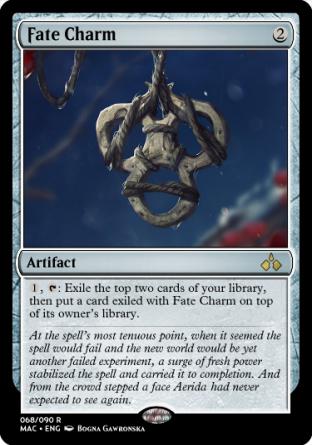 Fate Charm 2
Artifact
1, T: Exile the top two cards of your library,
then put a card exiled with Fate Charm on top
of its owner's library.
At the spell's most tenuous point, when it seemed the
spell would fail and the new world would be yet
another failed experiment, a surge of fresh power
stabilized the spell and carried it to completion. And
from the crowd stepped a face Aerida had never
expected to see again.
068/090 R
MAC • ENG Bogna Gawronska